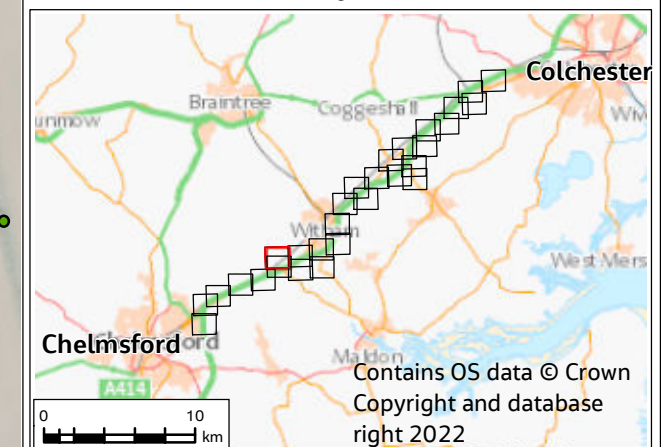 Colchester
Braintree
Coggeshall
unmow
Wiv
Witham
West Mers
Chelmsford
Maldon
A414
Contains OS data © Crown
Copyright and database
right 2022
0 10
km